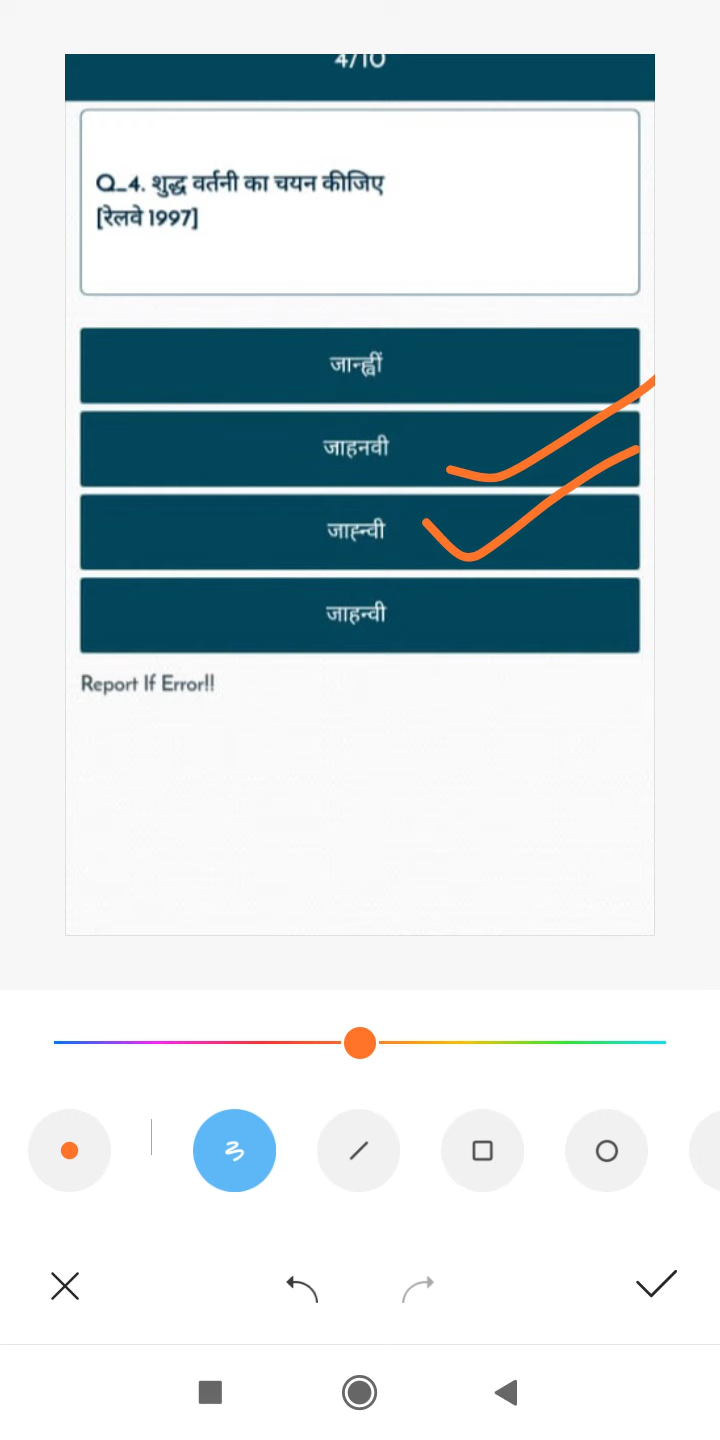 4/10
Q_4. शुद्ध वर्तनी का चयन कीजिए
[रेलवे 1997]
जान्ह्वीं
जाहनवी
जाह्न्वी
जाहन्वी
Report If Error!!